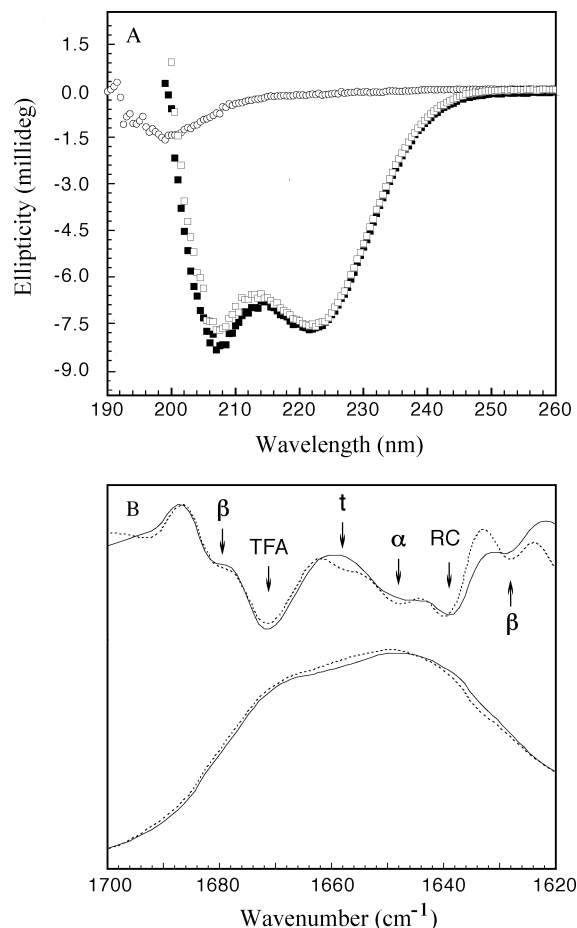 A
1.5
0.0
-1.5
-3.0
-4.5
-6.0
-7.5
-9.0
Ellipticity (millideg)
190 200 210 220 230 240 250 260
Wavelength (nm)
B
β
TFA
t
α
RC
β
1700 1680 1660 1640 1620
Wavenumber (cm-1)